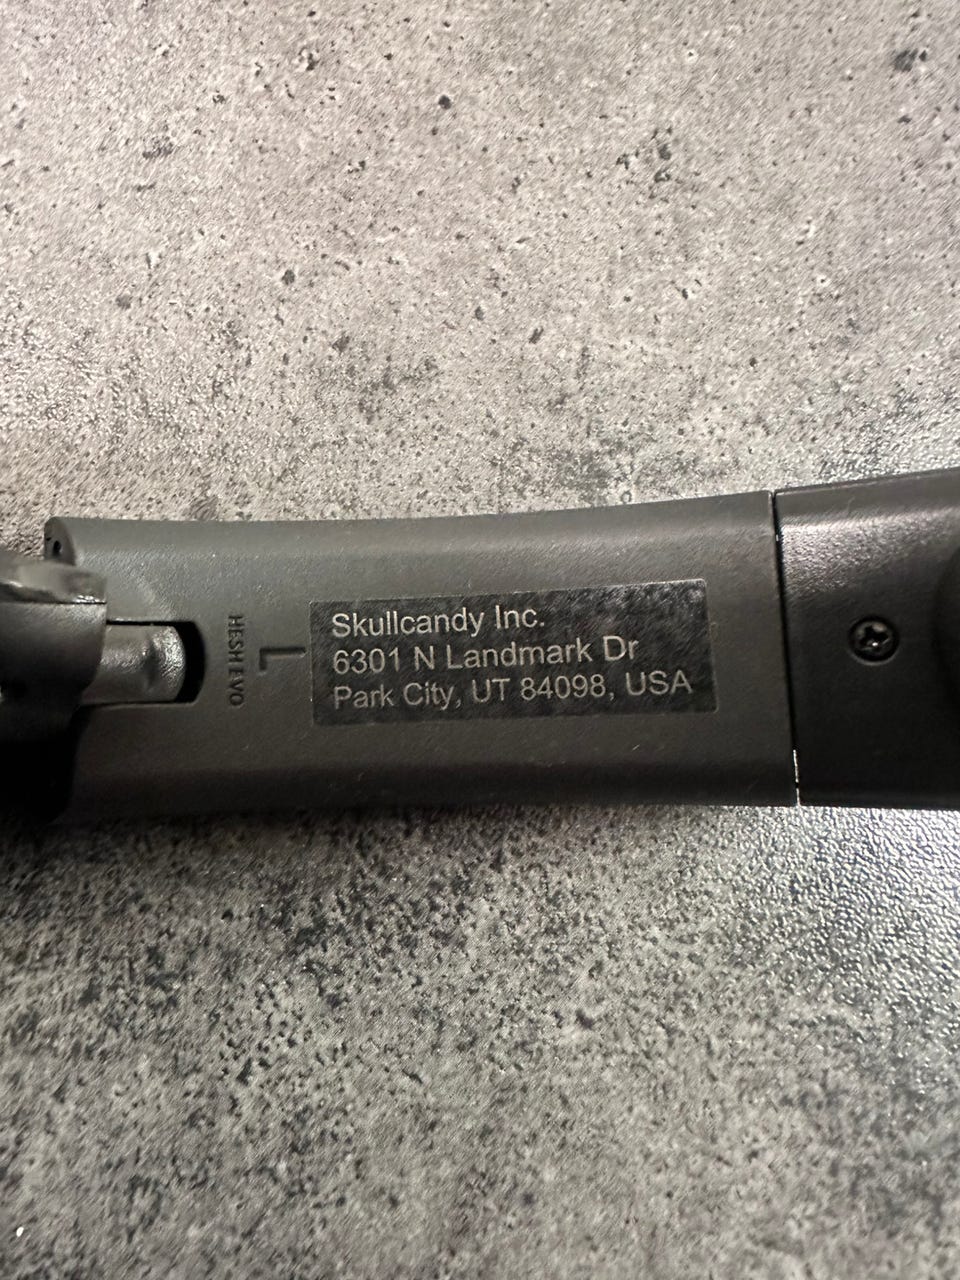 HESH EVO
L
Skullcandy Inc.
6301 N Landmark Dr
Park City, UT 84098, USA